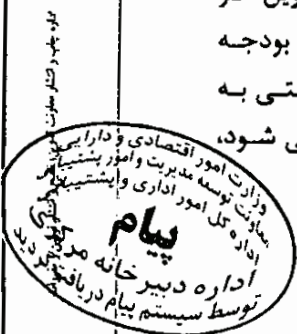 بودجه
تی به
ی شود،
وزارت امور اقتصادی و دارایی
معاونت توسعه مدیریت و امور پشتیبانی
اداره کل امور اداری و پشتیبانی
پیام
اداره دبیرخانه مرکزی
توسط سیستم پیام دریافت گردید